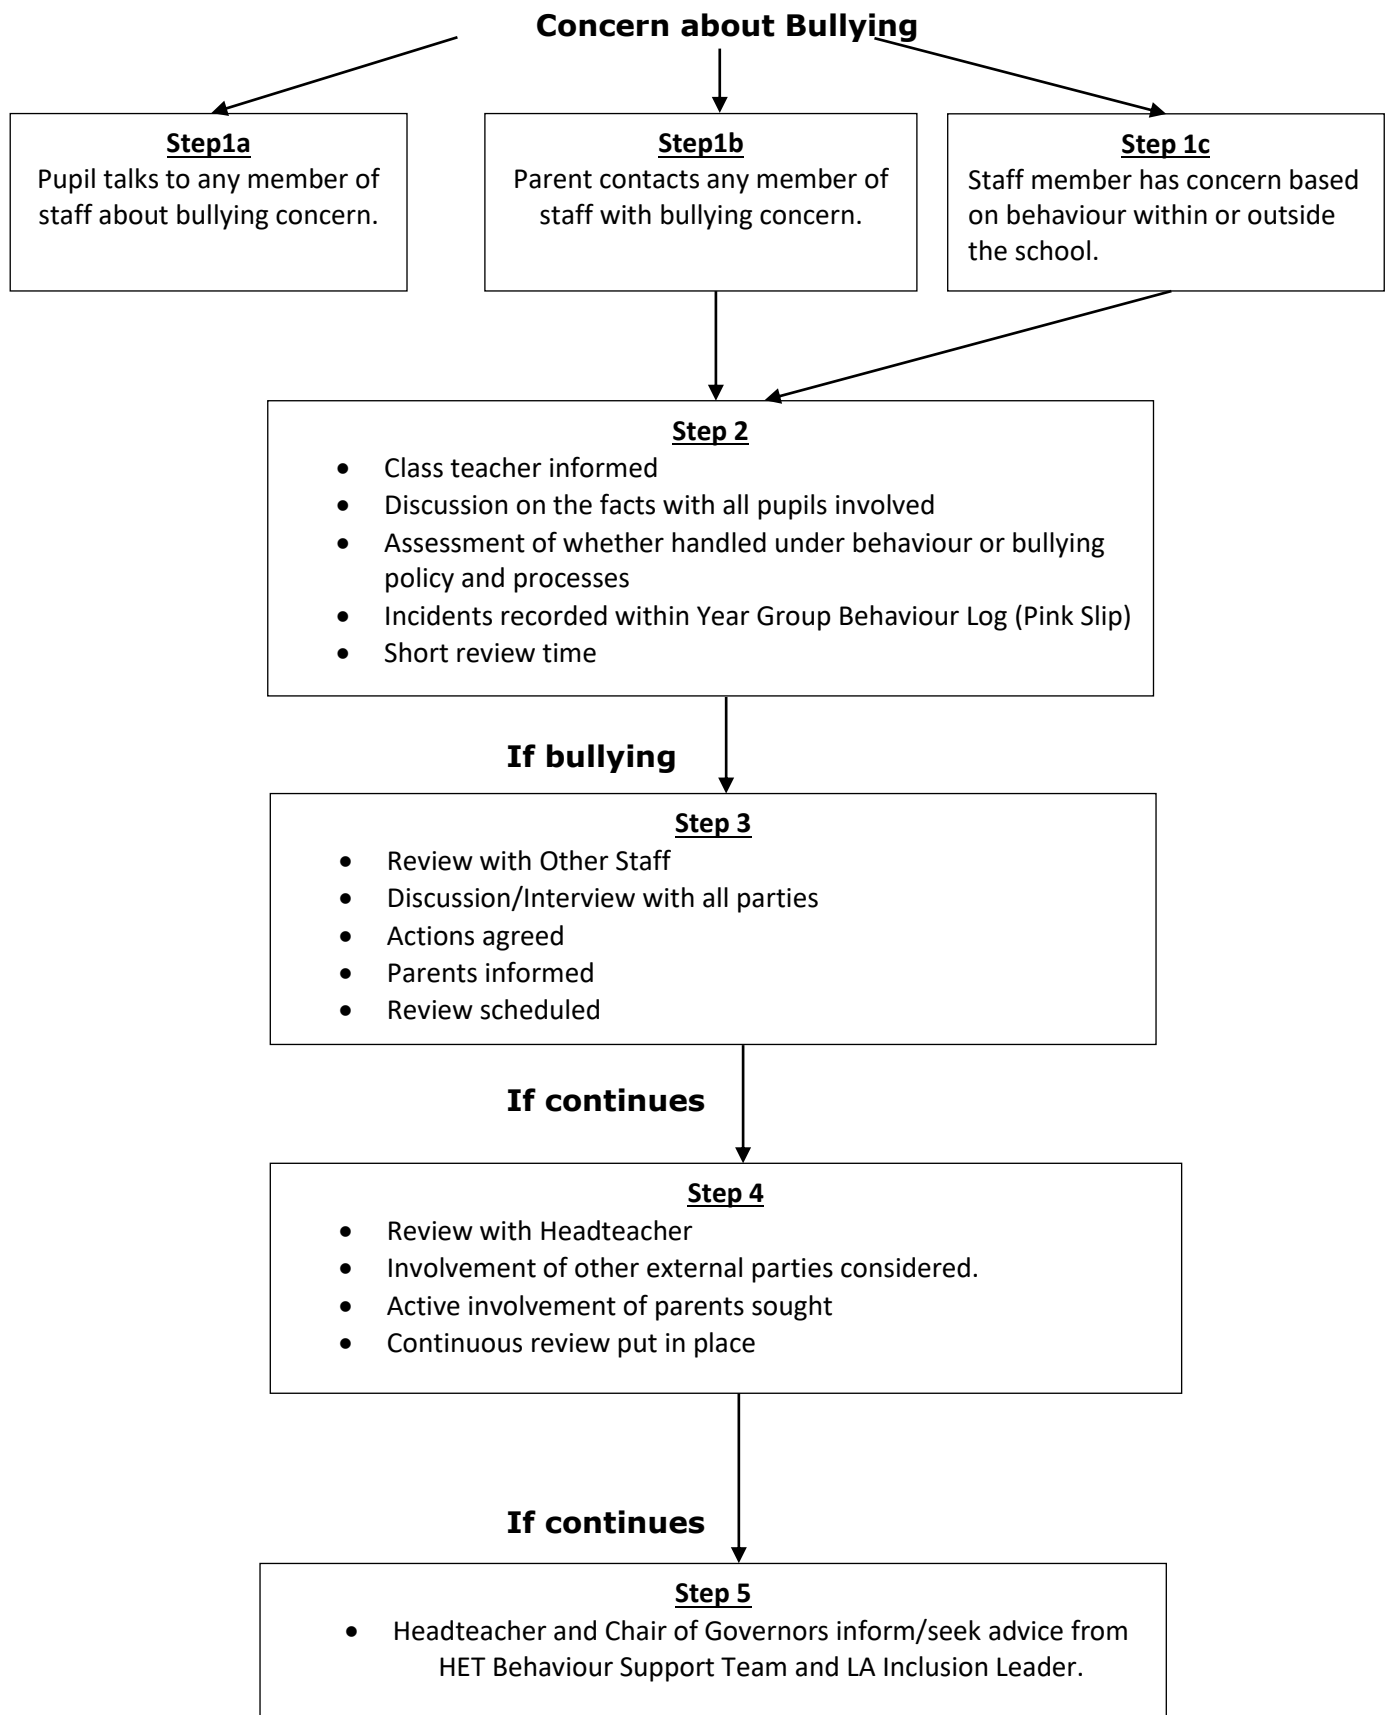 Concern about Bullying
Step1a
Pupil talks to any member of
staff about bullying concern.
Step1b
Parent contacts any member of
staff with bullying concern.
Step 1c
Staff member has concern based
on behaviour within or outside
the school.
Step 2
• Class teacher informed
• Discussion on the facts with all pupils involved
• Assessment of whether handled under behaviour or bullying
policy and processes
• Incidents recorded within Year Group Behaviour Log (Pink Slip)
• Short review time
If bullying
Step 3
• Review with Other Staff
• Discussion/Interview with all parties
• Actions agreed
• Parents informed
• Review scheduled
If continues
Step 4
• Review with Headteacher
• Involvement of other external parties considered.
• Active involvement of parents sought
• Continuous review put in place
If continues
Step 5
• Headteacher and Chair of Governors inform/seek advice from
HET Behaviour Support Team and LA Inclusion Leader.